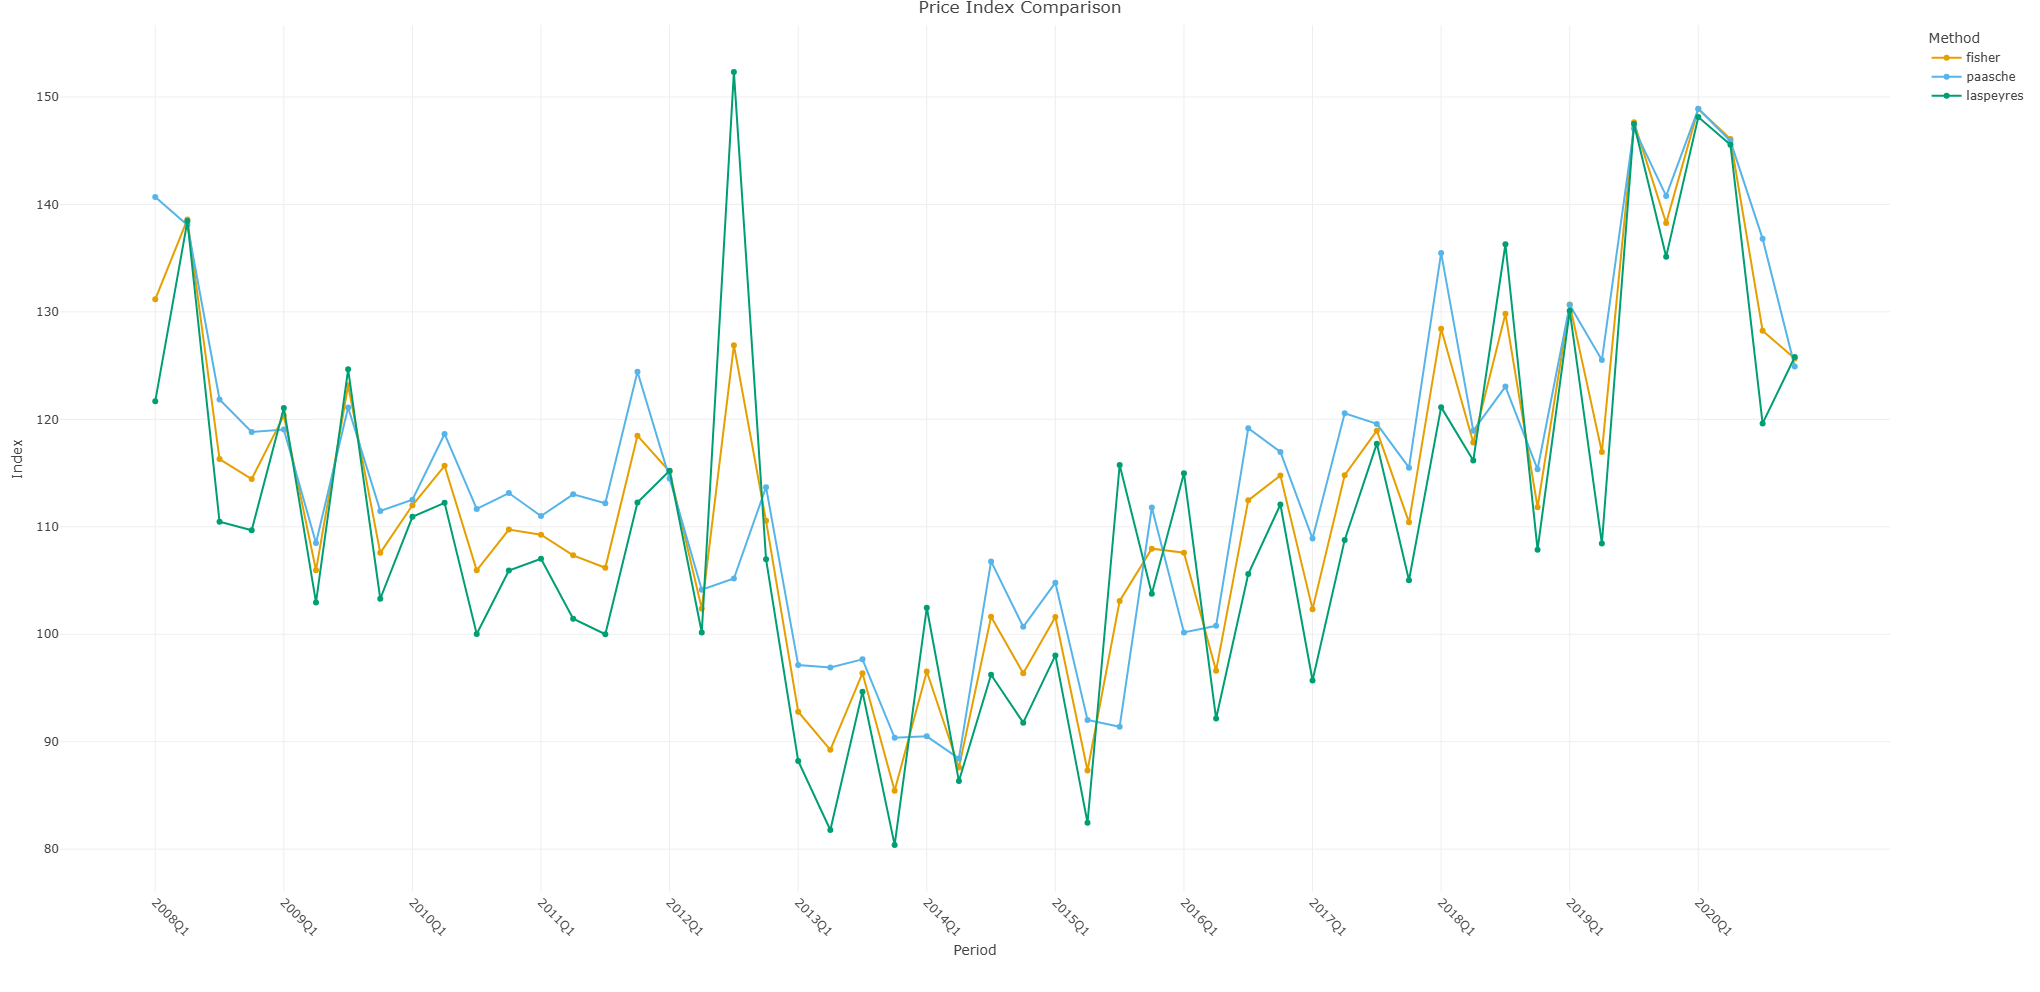 Price Index Comparison
Method
fisher
paasche
laspeyres
150
140
130
120
110
100
90
80
Index
2008Q1
2009Q1
2010Q1
2011Q1
2012Q1
2013Q1
2014Q1
2015Q1
2016Q1
2017Q1
2018Q1
2019Q1
2020Q1
Period